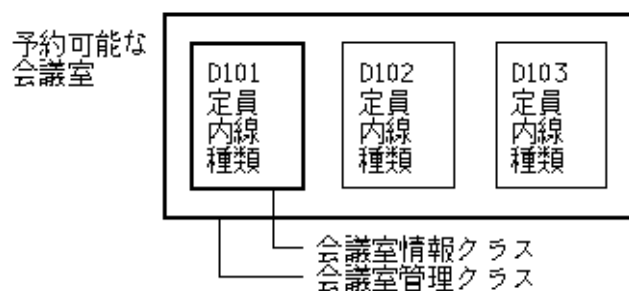 予約可能な
会議室
D101
定員
内線
種類
D102
定員
内線
種類
D103
定員
内線
種類
会議室情報クラス
会議室管理クラス